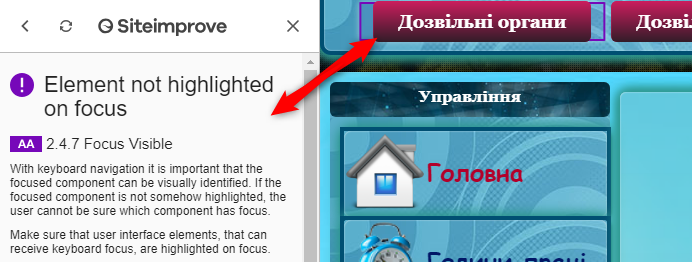 Siteimprove
Element not highlighted
on focus
AA 2.4.7 Focus Visible
With keyboard navigation it is important that the
focused component can be visually identified. If the
focused component is not somehow highlighted, the
user cannot be sure which component has focus.
Make sure that user interface elements, that can
receive keyboard focus, are highlighted on focus.
Дозвільні органи
Дозві
Управління
Головна
Години праці